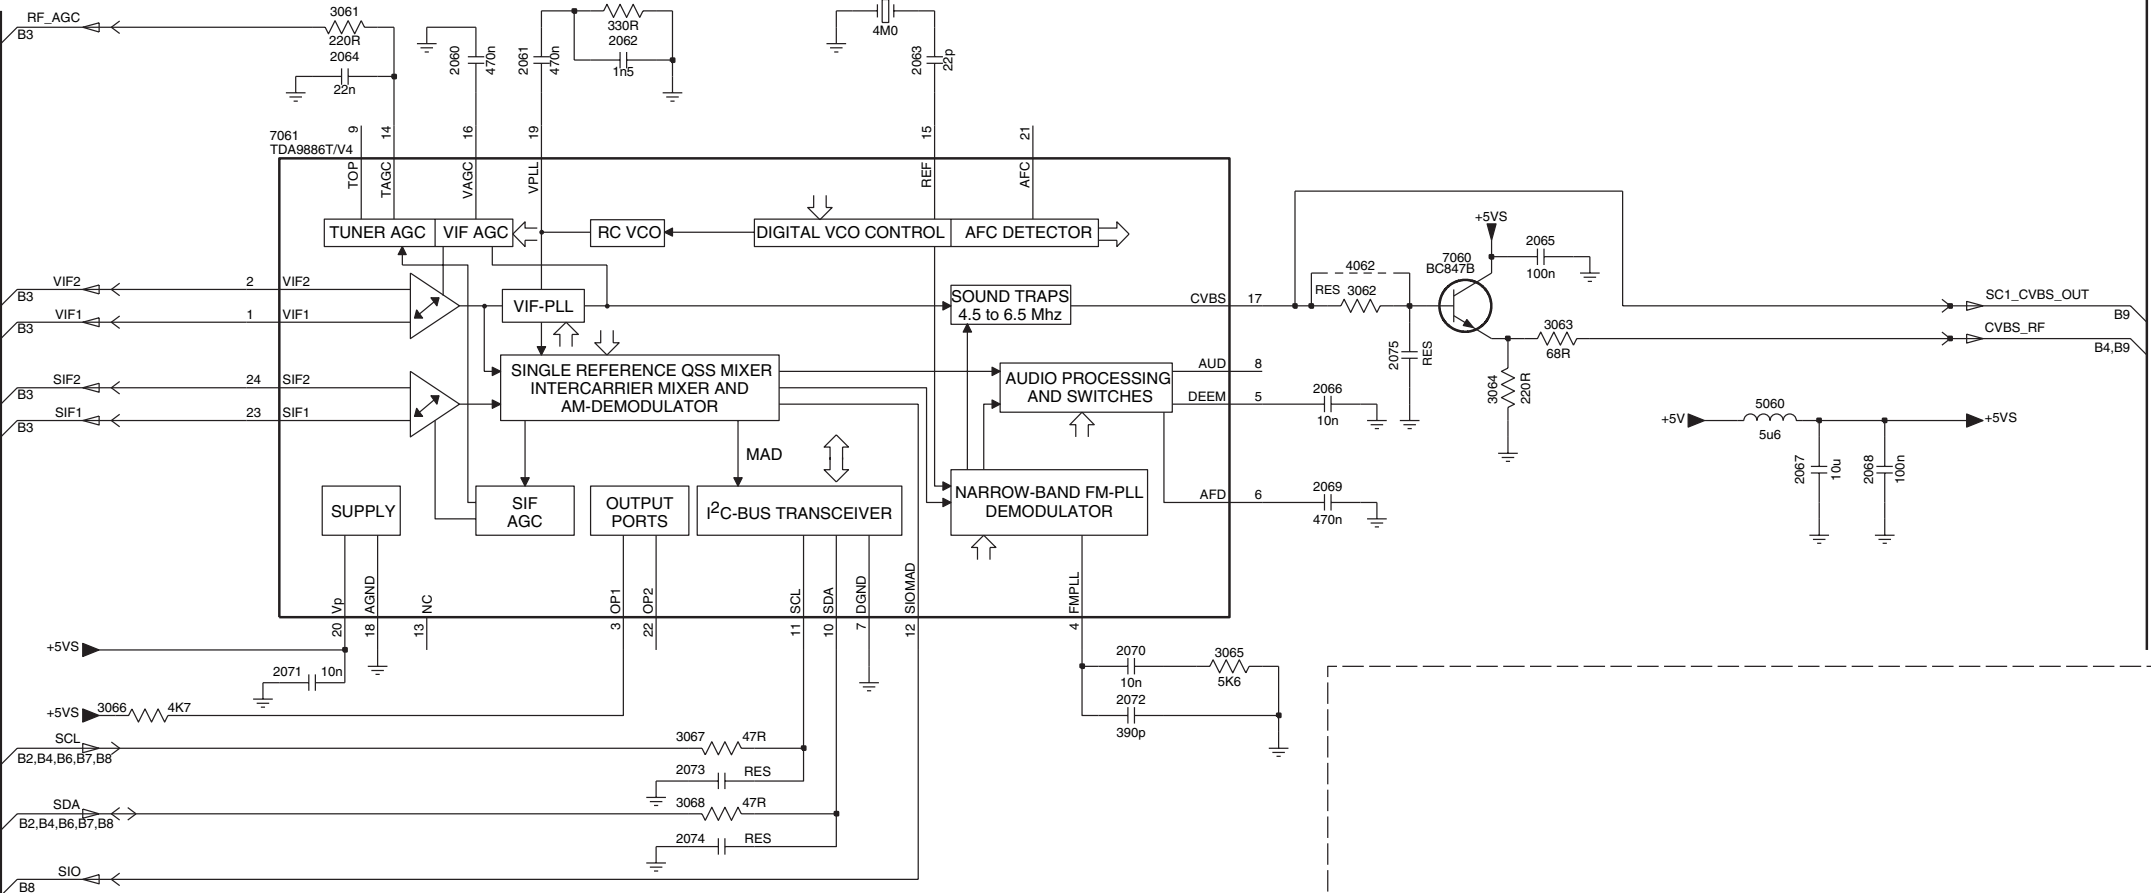 RF_AGC
B3
3061
220R
2064
22n
2060
470n
2061
470n
330R
2062
1n5
4M0
2063
22p
7061
TDA9886T/V4
9
14
16
19
15
21
TOP
TAGC
VAGC
VPLL
REF
AFC
TUNER AGC
VIF AGC
RC VCO
DIGITAL VCO CONTROL
AFC DETECTOR
+5VS
2065
100n
7060
BC847B
4062
RES
3062
VIF2
B3
2
VIF2
VIF1
B3
1
VIF1
VIF-PLL
SOUND TRAPS
4.5 to 6.5 Mhz
CVBS
17
SC1_CVBS_OUT
B9
3063
68R
CVBS_RF
B4,B9
2075
RES
3064
220R
SIF2
B3
24
SIF2
SIF1
B3
23
SIF1
SINGLE REFERENCE QSS MIXER
INTERCARRIER MIXER AND
AM-DEMODULATOR
AUDIO PROCESSING
AND SWITCHES
AUD
8
DEEM
5
2066
10n
+5V
5060
5u6
+5VS
2067
10u
2068
100n
MAD
SUPPLY
SIF
AGC
OUTPUT
PORTS
I2C-BUS TRANSCEIVER
NARROW-BAND FM-PLL
DEMODULATOR
AFD
6
2069
470n
Vp
AGND
NC
OP1
OP2
SCL
SDA
DGND
SIOMAD
FMPLL
20
18
13
3
22
11
10
7
12
4
+5VS
2071
10n
2070
10n
3065
5K6
2072
390p
+5VS
3066
4K7
SCL
B2,B4,B6,B7,B8
3067
47R
2073
RES
SDA
B2,B4,B6,B7,B8
3068
47R
2074
RES
SIO
B8